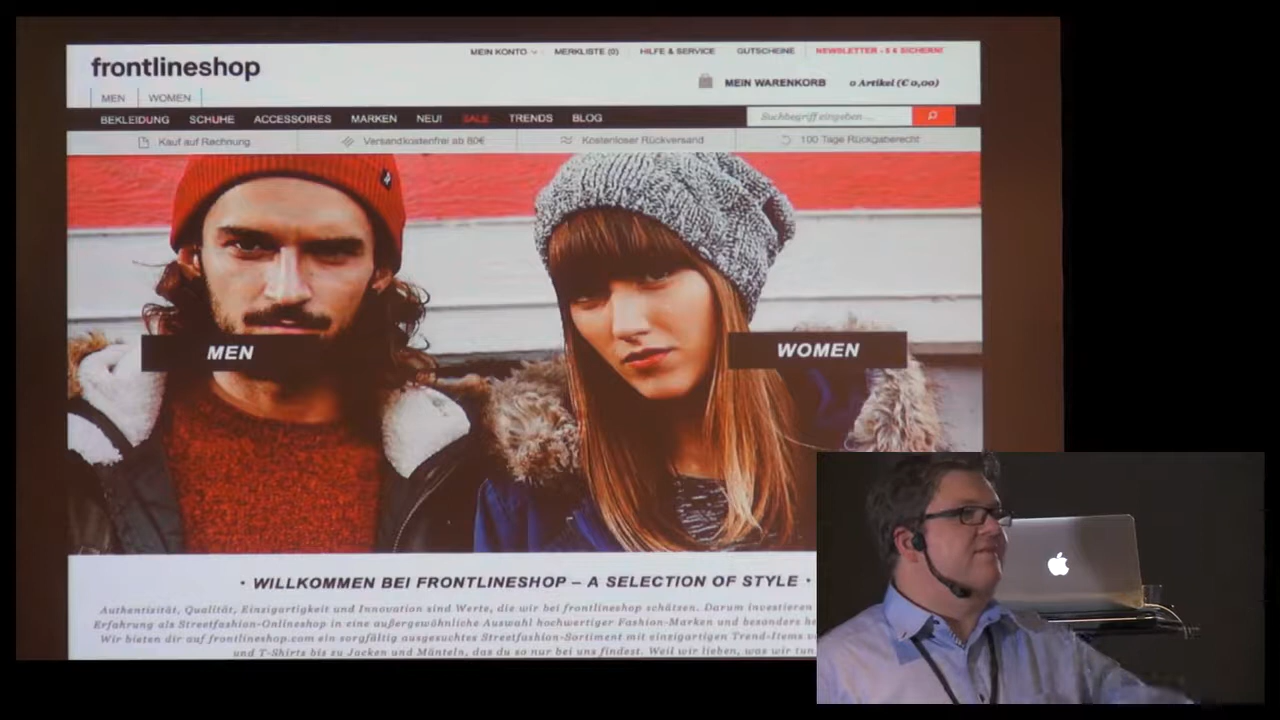 MEIN KONTO MERKLISTE (0) HILFE & SERVICE GUTSCHEINE NEWSLETTER - 5 € SICHERN!
frontlineshop
MEIN WARENKORB 0 Artikel (€ 0,00)
MEN WOMEN
BEKLEIDUNG SCHUHE ACCESSOIRES MARKEN NEU! SALE TRENDS BLOG Suchbegriff eingeben ...
Kauf auf Rechnung Versandkostenfrei ab 80€ Kostenloser Rückversand 100 Tage Rückgaberecht
MEN WOMEN
· WILLKOMMEN BEI FRONTLINESHOP – A SELECTION OF STYLE ·
Authentizität, Qualität, Einzigartigkeit und Innovation sind Werte, die wir bei frontlineshop schätzen. Darum investieren
Erfahrung als Streetfashion-Onlineshop in eine außergewöhnliche Auswahl hochwertiger Fashion-Marken und besonders
Wir bieten dir auf frontlineshop.com ein sorgfältig ausgesuchtes Streetfashion-Sortiment mit einzigartigen Trend-Items
und T-Shirts bis zu Jacken und Mänteln, das du so nur bei uns findest. Weil wir lieben, was wir tun